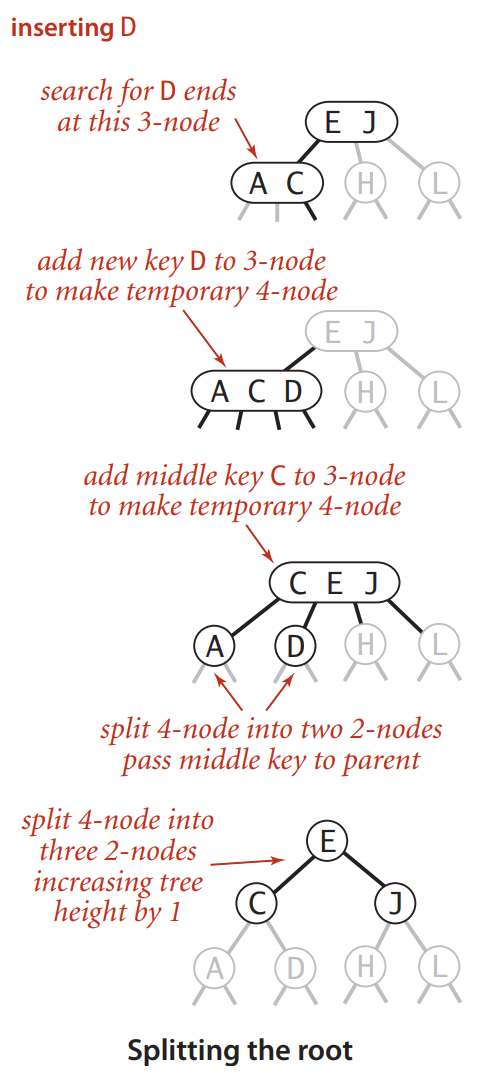 inserting D
search for D ends
at this 3-node
E J
A C
H
L
add new key D to 3-node
to make temporary 4-node
E J
A C D
H
L
add middle key C to 3-node
to make temporary 4-node
C E J
A
D
H
L
split 4-node into two 2-nodes
pass middle key to parent
split 4-node into
three 2-nodes
increasing tree
height by 1
E
C
J
A
D
H
L
Splitting the root